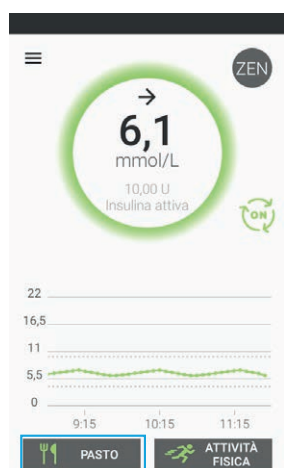 ZEN
→
6,1
mmol/L
10,00 U
Insulina attiva
ON
22
16,5
11
5,5
0
9:15 10:15 11:15
PASTO
ATTIVITÀ
FISICA